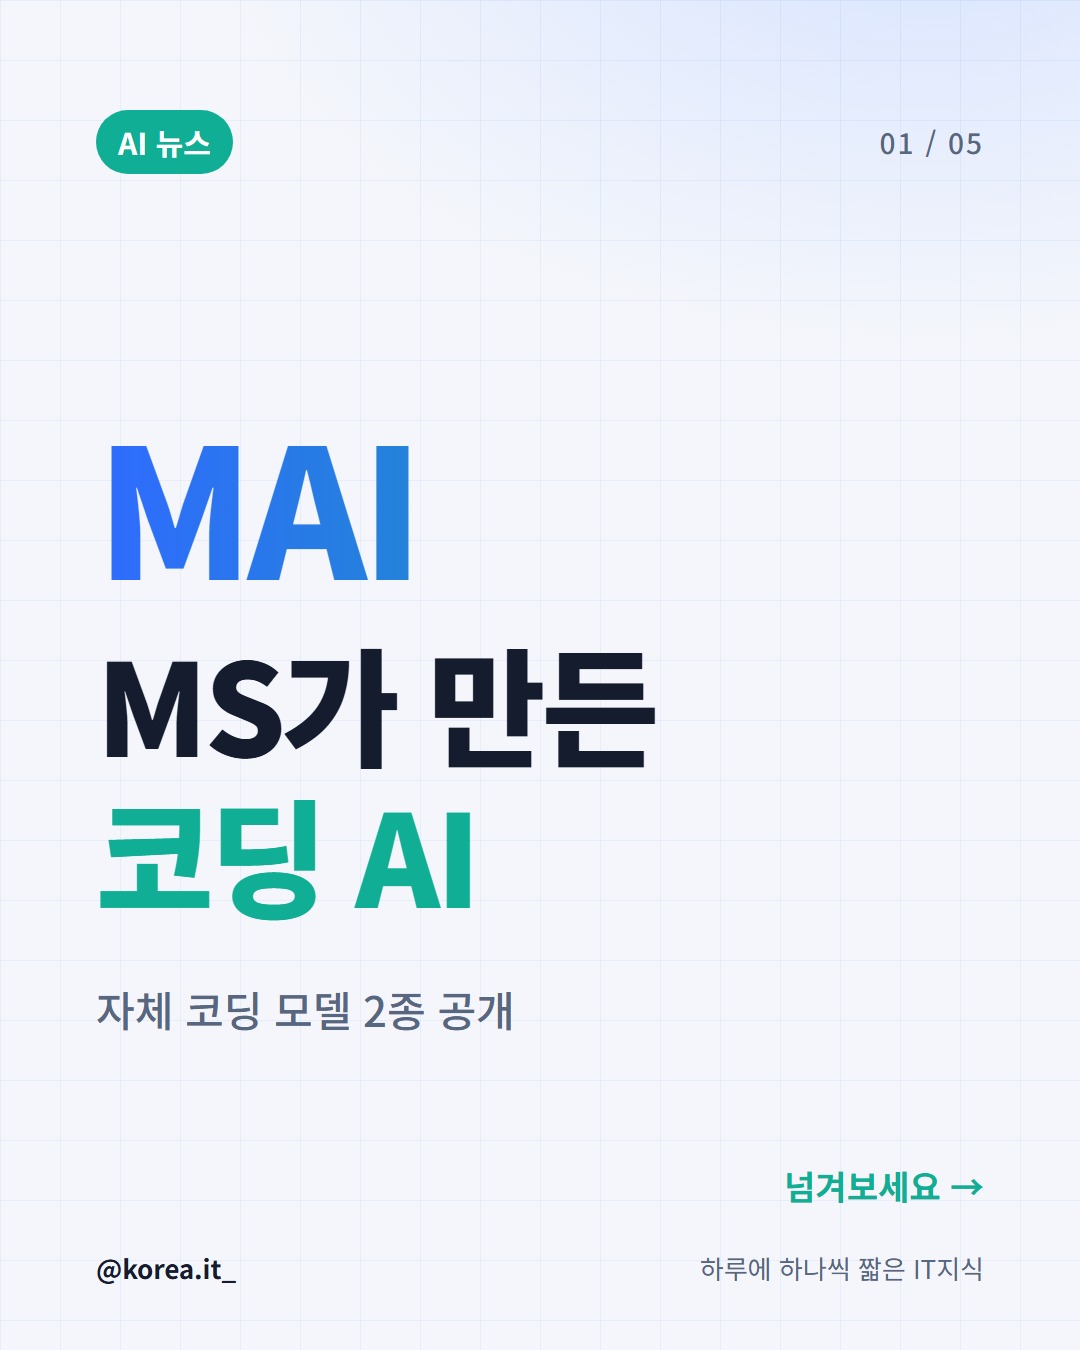 AI 뉴스
01 / 05
MAI
MS가 만든
코딩 AI
자체 코딩 모델 2종 공개
넘겨보세요 →
@korea.it_
하루에 하나씩 짧은 IT지식